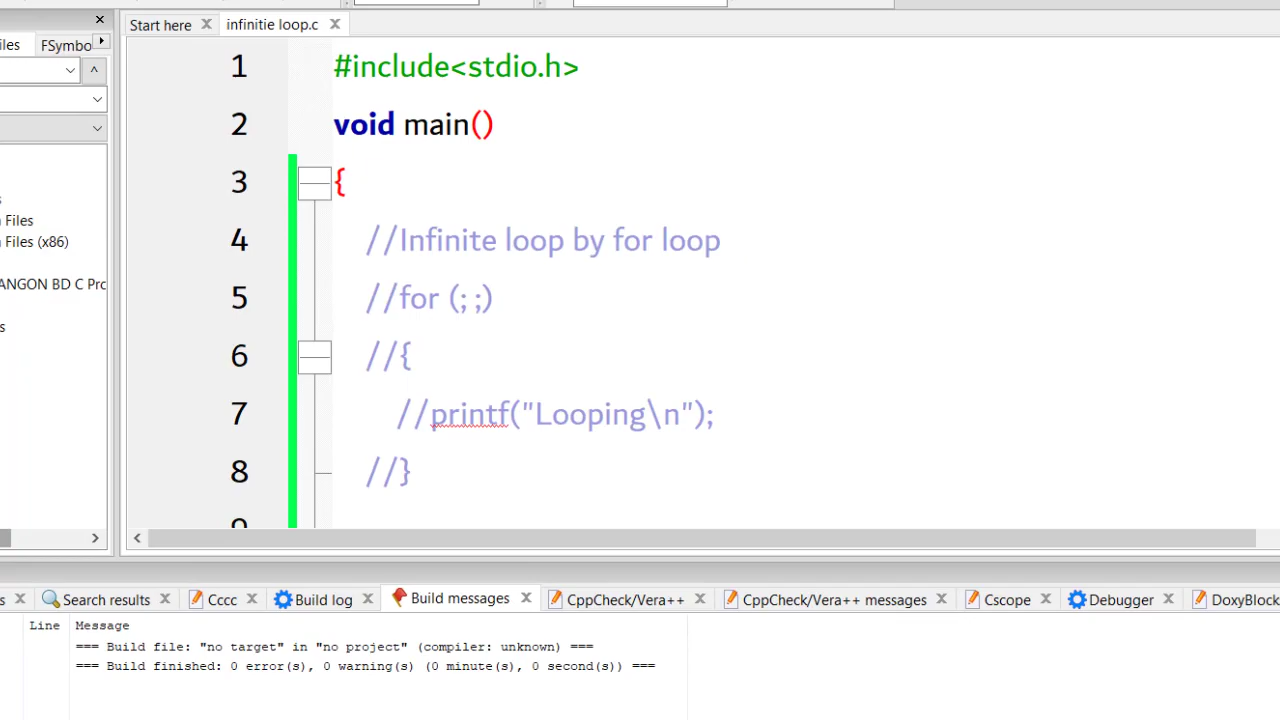 Start here
infinitie loop.c
iles
FSymbo
1 #include<stdio.h>
2 void main()
3 {
4 //Infinite loop by for loop
5 //for (; ;)
6 //{
7 //printf("Looping\n");
8 //}
Files
Files (x86)
ANGON BD C Prc
s
Search results
Cccc
Build log
Build messages
CppCheck/Vera++
CppCheck/Vera++ messages
Cscope
Debugger
DoxyBlock
Line Message
=== Build file: "no target" in "no project" (compiler: unknown) ===
=== Build finished: 0 error(s), 0 warning(s) (0 minute(s), 0 second(s)) ===